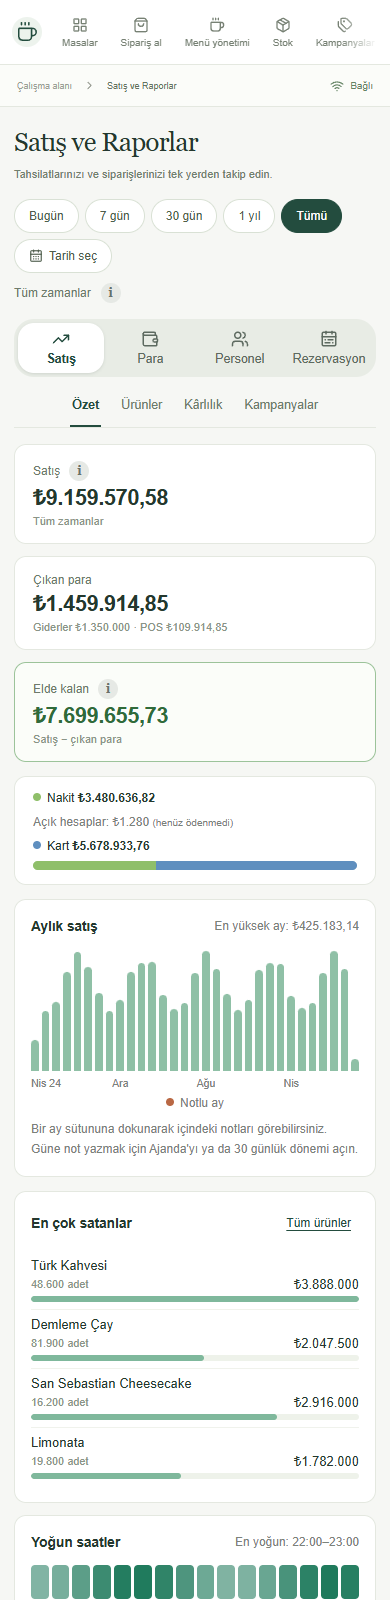 Masalar
Sipariş al
Menü yönetimi
Stok
Kampanyalar
Çalışma alanı
Satış ve Raporlar
Bağlı
Satış ve Raporlar
Tahsilatlarınızı ve siparişlerinizi tek yerden takip edin.
Bugün
7 gün
30 gün
1 yıl
Tümü
Tarih seç
Tüm zamanlar i
Satış
Para
Personel
Rezervasyon
Özet
Ürünler
Kârlılık
Kampanyalar
Satış i
₺9.159.570,58
Tüm zamanlar
Çıkan para
₺1.459.914,85
Giderler ₺1.350.000 · POS ₺109.914,85
Elde kalan i
₺7.699.655,73
Satış − çıkan para
Nakit ₺3.480.636,82
Açık hesaplar: ₺1.280 (henüz ödenmedi)
Kart ₺5.678.933,76
Aylık satış
En yüksek ay: ₺425.183,14
Nis 24
Ara
Ağu
Nis
Notlu ay
Bir ay sütununa dokunarak içindeki notları görebilirsiniz.
Güne not yazmak için Ajanda'yı ya da 30 günlük dönemi açın.
En çok satanlar
Tüm ürünler
Türk Kahvesi
48.600 adet
₺3.888.000
Demleme Çay
81.900 adet
₺2.047.500
San Sebastian Cheesecake
16.200 adet
₺2.916.000
Limonata
19.800 adet
₺1.782.000
Yoğun saatler
En yoğun: 22:00–23:00